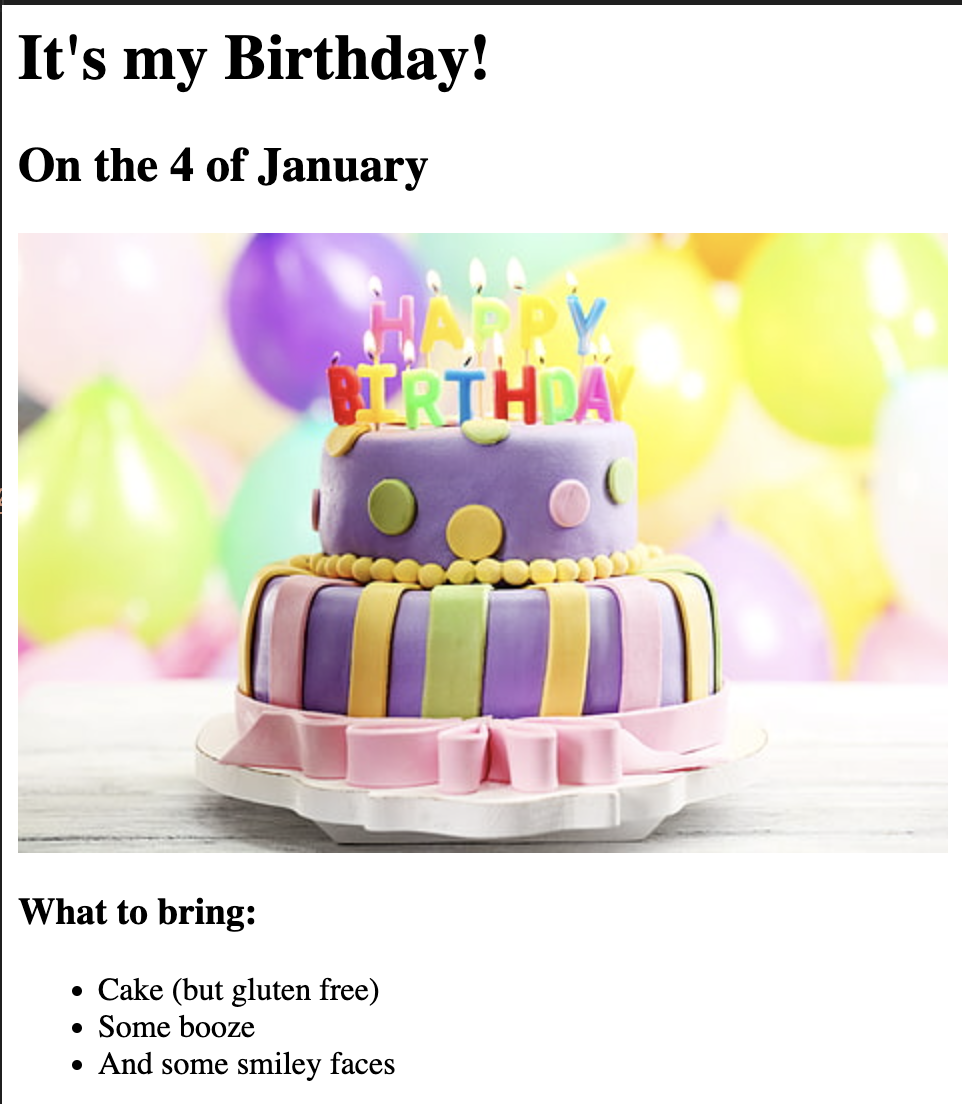 It's my Birthday!
On the 4 of January
HAPPY
BIRTHDAY
What to bring:
Cake (but gluten free)
Some booze
And some smiley faces